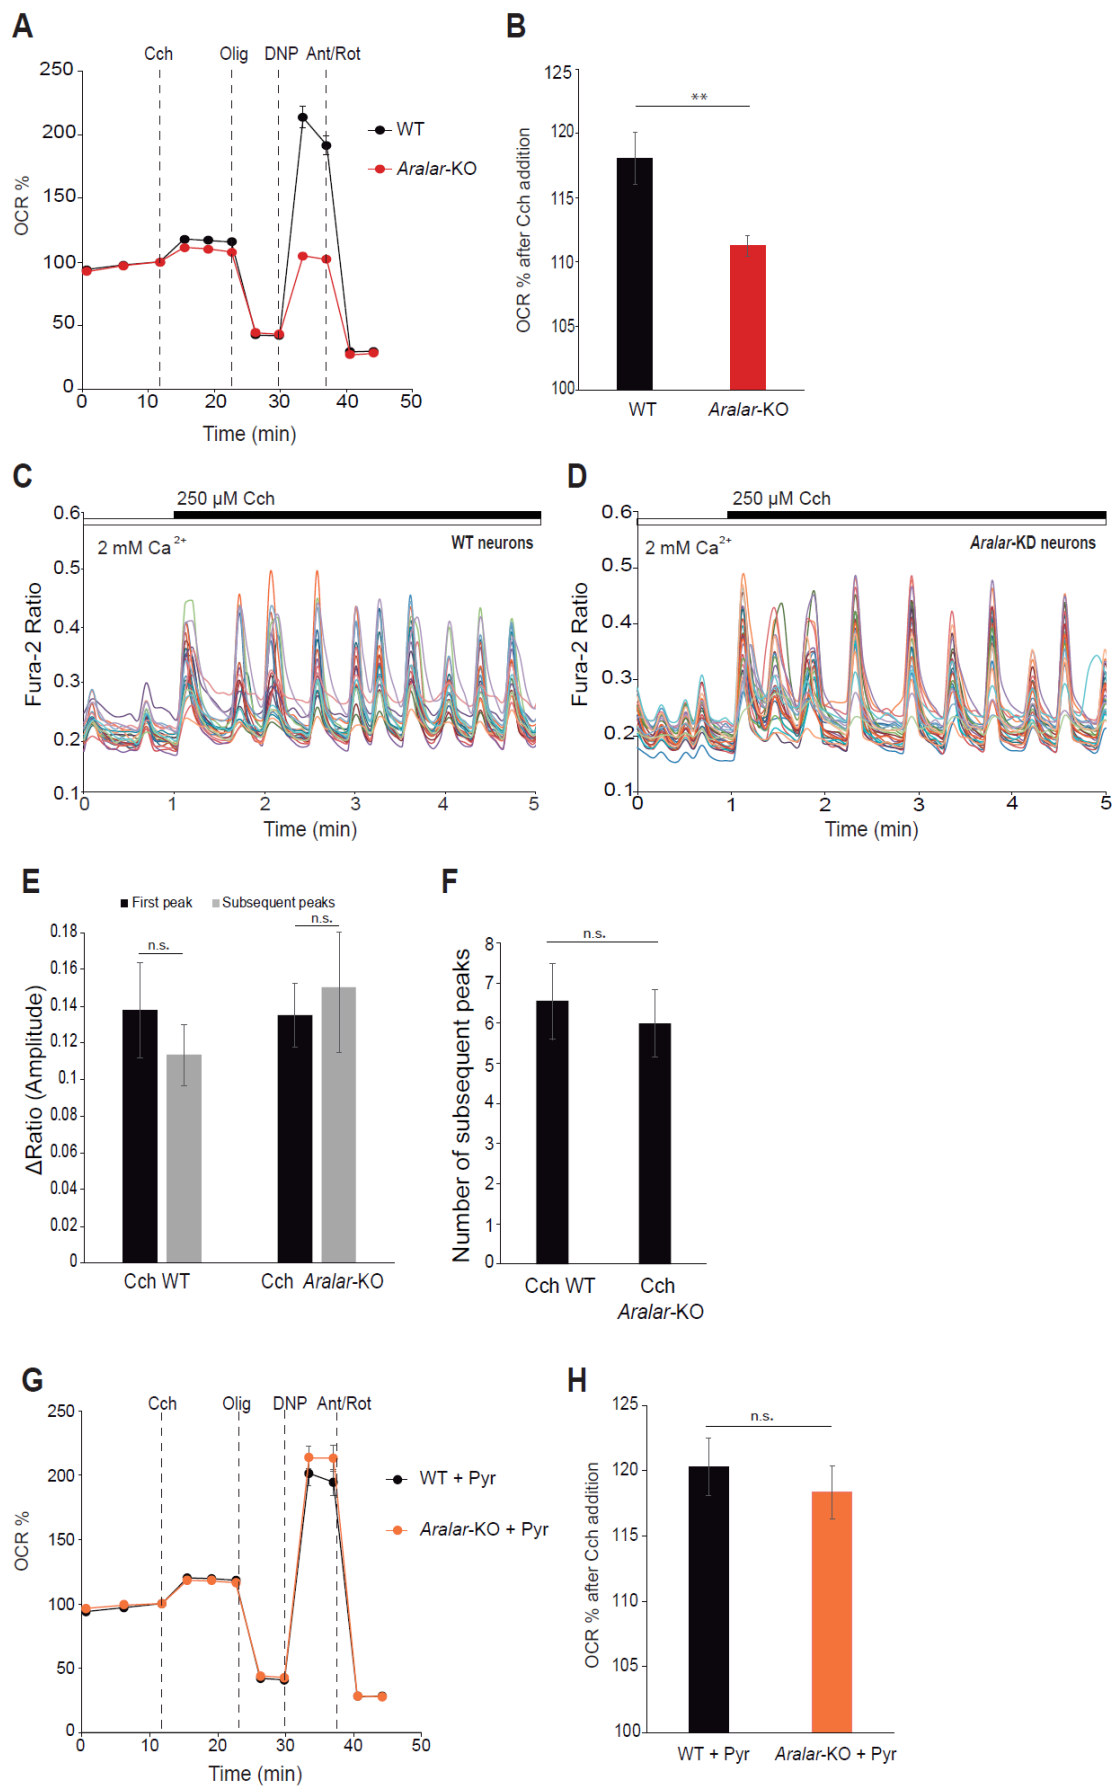 A
Cch Olig DNP Ant/Rot
250
200
150
100
50
0
0 10 20 30 40 50
OCR %
Time (min)
WT
Aralar-KO
B
125
120
115
110
105
100
OCR % after Cch addition
**
WT Aralar-KO
C
250 µM Cch
0.6
2 mM Ca2+ WT neurons
0.5
0.4
0.3
0.2
0.1
Fura-2 Ratio
0 1 2 3 4 5
Time (min)
D
250 µM Cch
0.6
2 mM Ca2+ Aralar-KD neurons
0.5
0.4
0.3
0.2
0.1
Fura-2 Ratio
0 1 2 3 4 5
Time (min)
E
First peak Subsequent peaks
n.s. n.s.
0.18
0.16
0.14
0.12
0.1
0.08
0.06
0.04
0.02
0
ΔRatio (Amplitude)
Cch WT Cch Aralar-KO
F
n.s.
8
7
6
5
4
3
2
1
0
Number of subsequent peaks
Cch WT Cch
Aralar-KO
G
Cch Olig DNP Ant/Rot
250
200
150
100
50
0
OCR %
0 10 20 30 40 50
Time (min)
WT + Pyr
Aralar-KO + Pyr
H
125
120
115
110
105
100
OCR % after Cch addition
n.s.
WT + Pyr Aralar-KO + Pyr